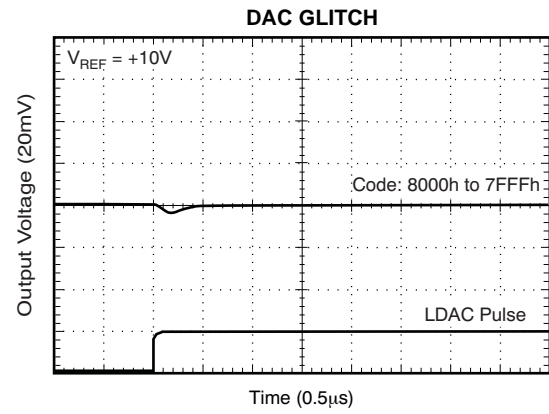 DAC GLITCH
V_REF = +10V
Output Voltage (20mV)
Code: 8000h to 7FFFh
LDAC Pulse
Time (0.5µs)